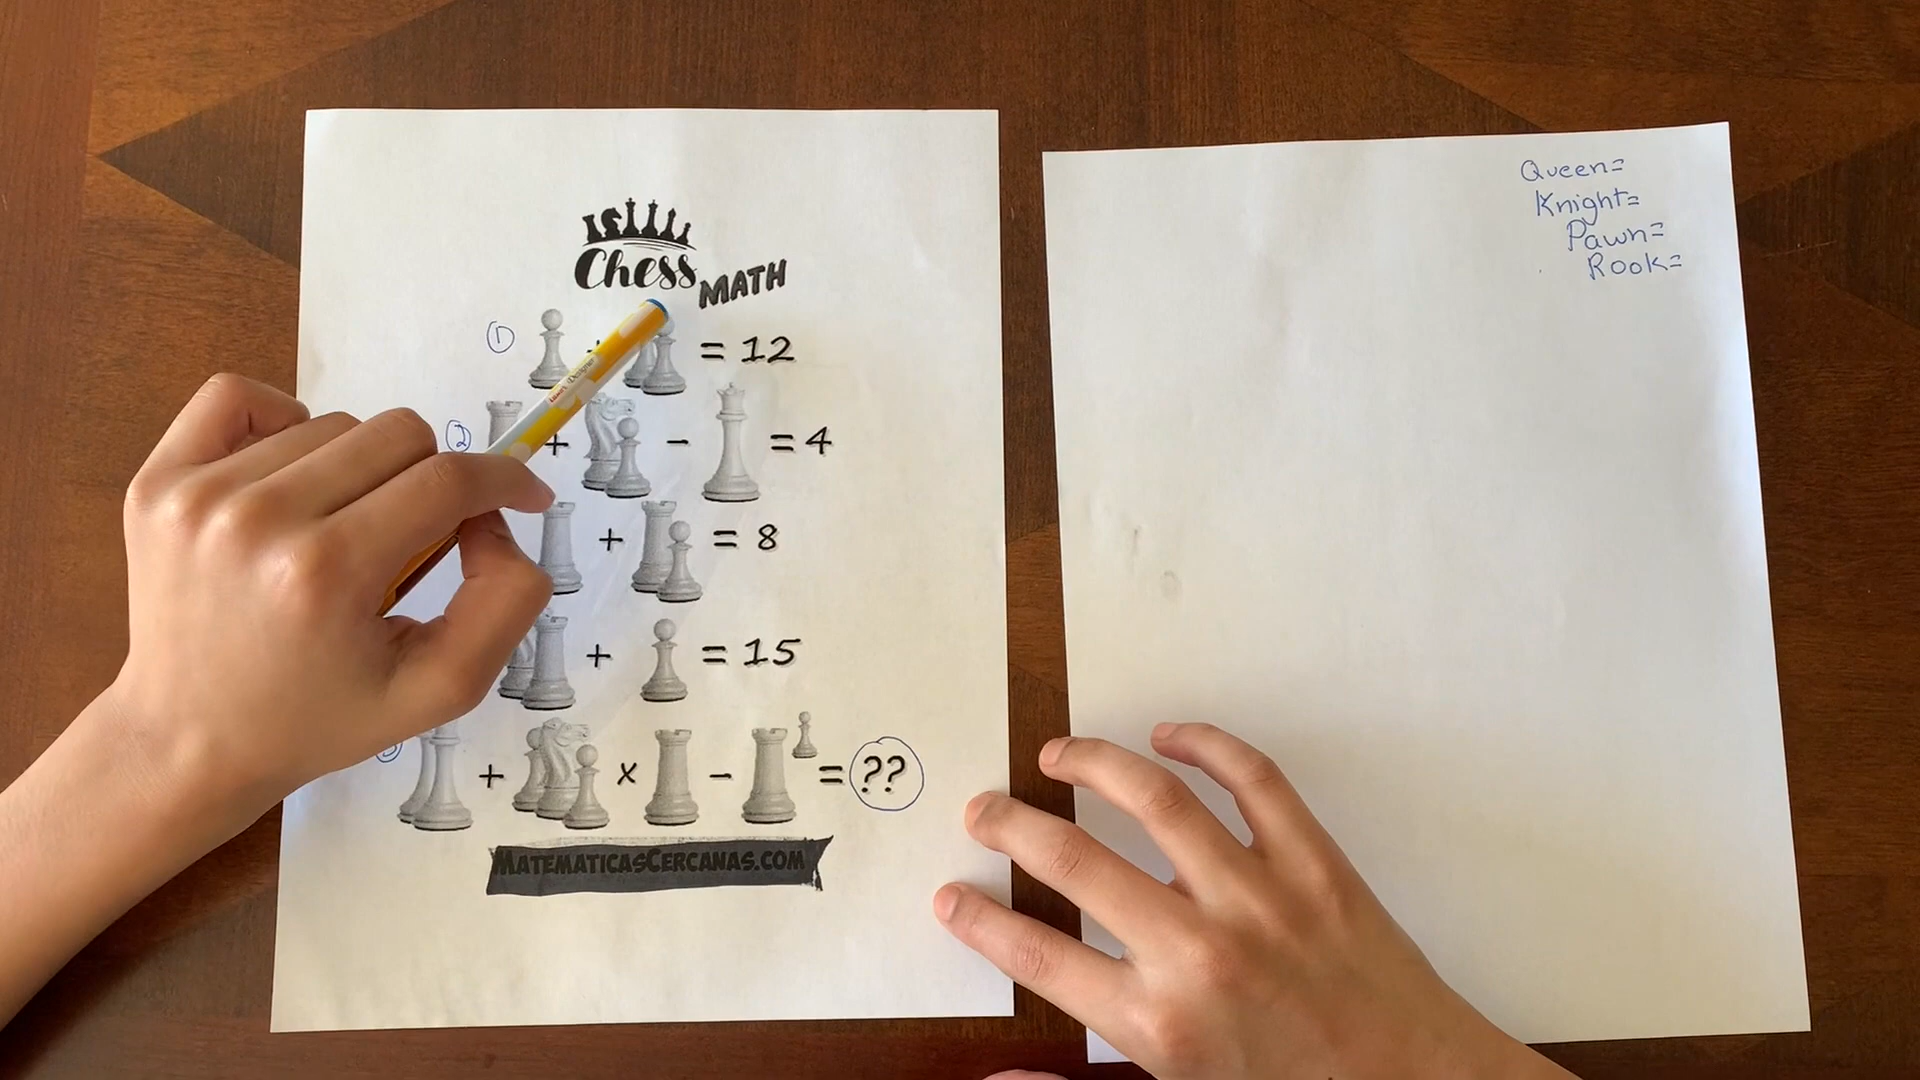 Chess MATH
① = 12
② + - = 4
+ = 8
+ = 15
+ x - = ??
MATEMATICASCERCANAS.COM
Queen=
Knight=
Pawn=
Rook=